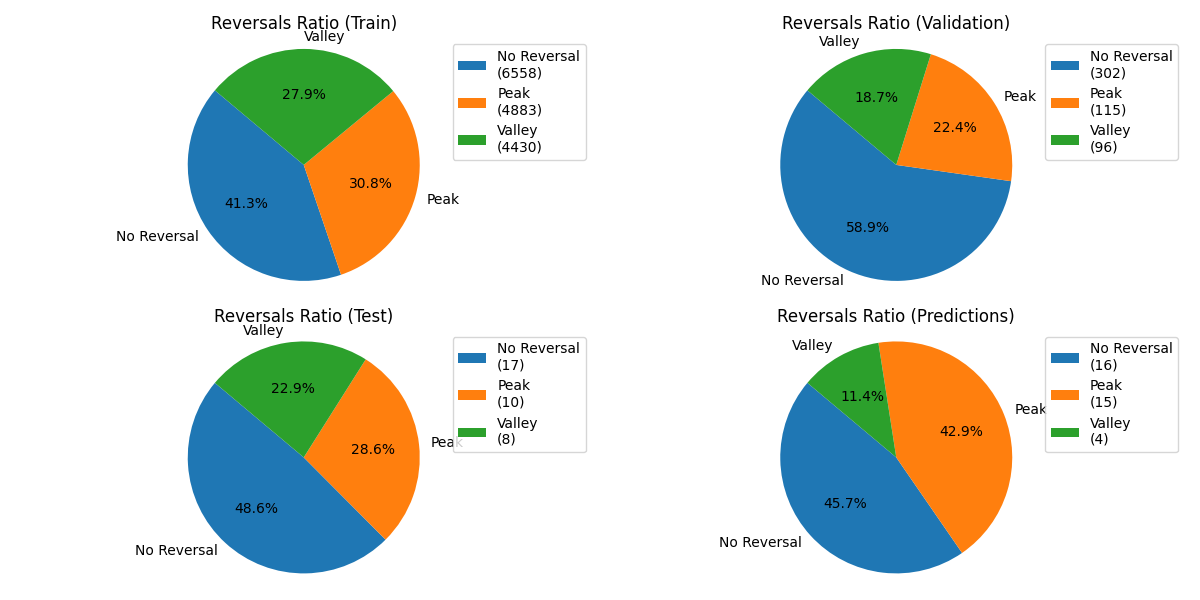 Reversals Ratio (Train)
Valley
27.9%
30.8%
41.3%
Peak
No Reversal
No Reversal
(6558)
Peak
(4883)
Valley
(4430)
Reversals Ratio (Validation)
Valley
18.7%
Peak
22.4%
58.9%
No Reversal
No Reversal
(302)
Peak
(115)
Valley
(96)
Reversals Ratio (Test)
Valley
22.9%
Peak
28.6%
48.6%
No Reversal
No Reversal
(17)
Peak
(10)
Valley
(8)
Reversals Ratio (Predictions)
Valley
11.4%
Peak
42.9%
45.7%
No Reversal
No Reversal
(16)
Peak
(15)
Valley
(4)